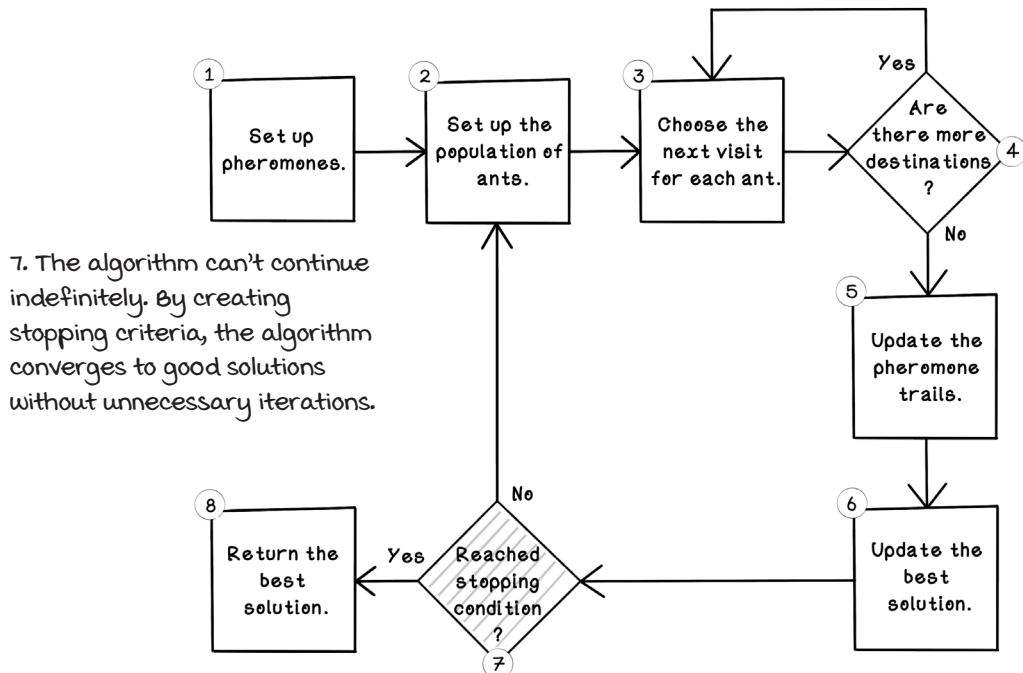 1
Set up
pheromones.
2
Set up the
population of
ants.
3
Choose the
next visit
for each ant.
Yes
Are
there more
destinations
?
4
No
7. The algorithm can't continue
indefinitely. By creating
stopping criteria, the algorithm
converges to good solutions
without unnecessary iterations.
5
Update the
pheromone
trails.
6
Update the
best
solution.
No
Reached
stopping
condition
?
7
Yes
8
Return the
best
solution.